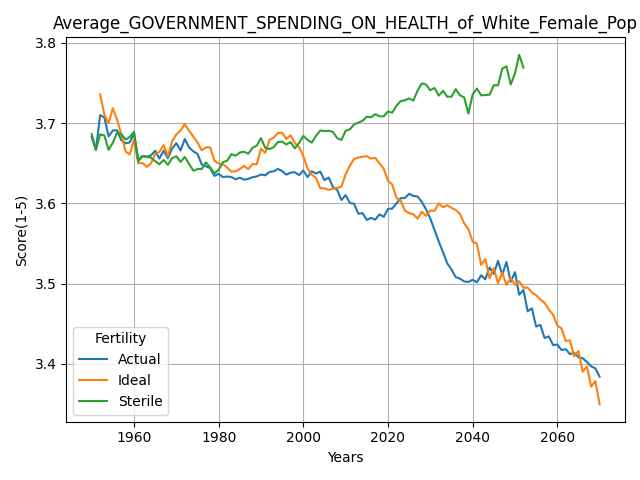 Average_GOVERNMENT_SPENDING_ON_HEALTH_of_White_Female_Pop
3.8
3.7
3.6
3.5
3.4
Score(1-5)
Fertility
Actual
Ideal
Sterile
1960 1980 2000 2020 2040 2060
Years